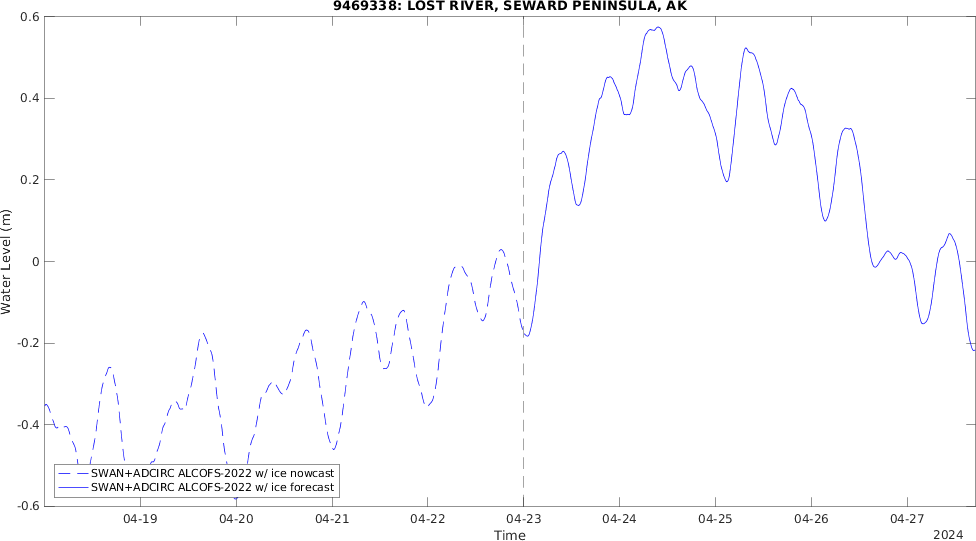 9469338: LOST RIVER, SEWARD PENINSULA, AK
0.6
0.4
0.2
0
-0.2
-0.4
-0.6
Water Level (m)
SWAN+ADCIRC ALCOFS-2022 w/ ice nowcast
SWAN+ADCIRC ALCOFS-2022 w/ ice forecast
04-19 04-20 04-21 04-22 04-23 04-24 04-25 04-26 04-27
Time
2024